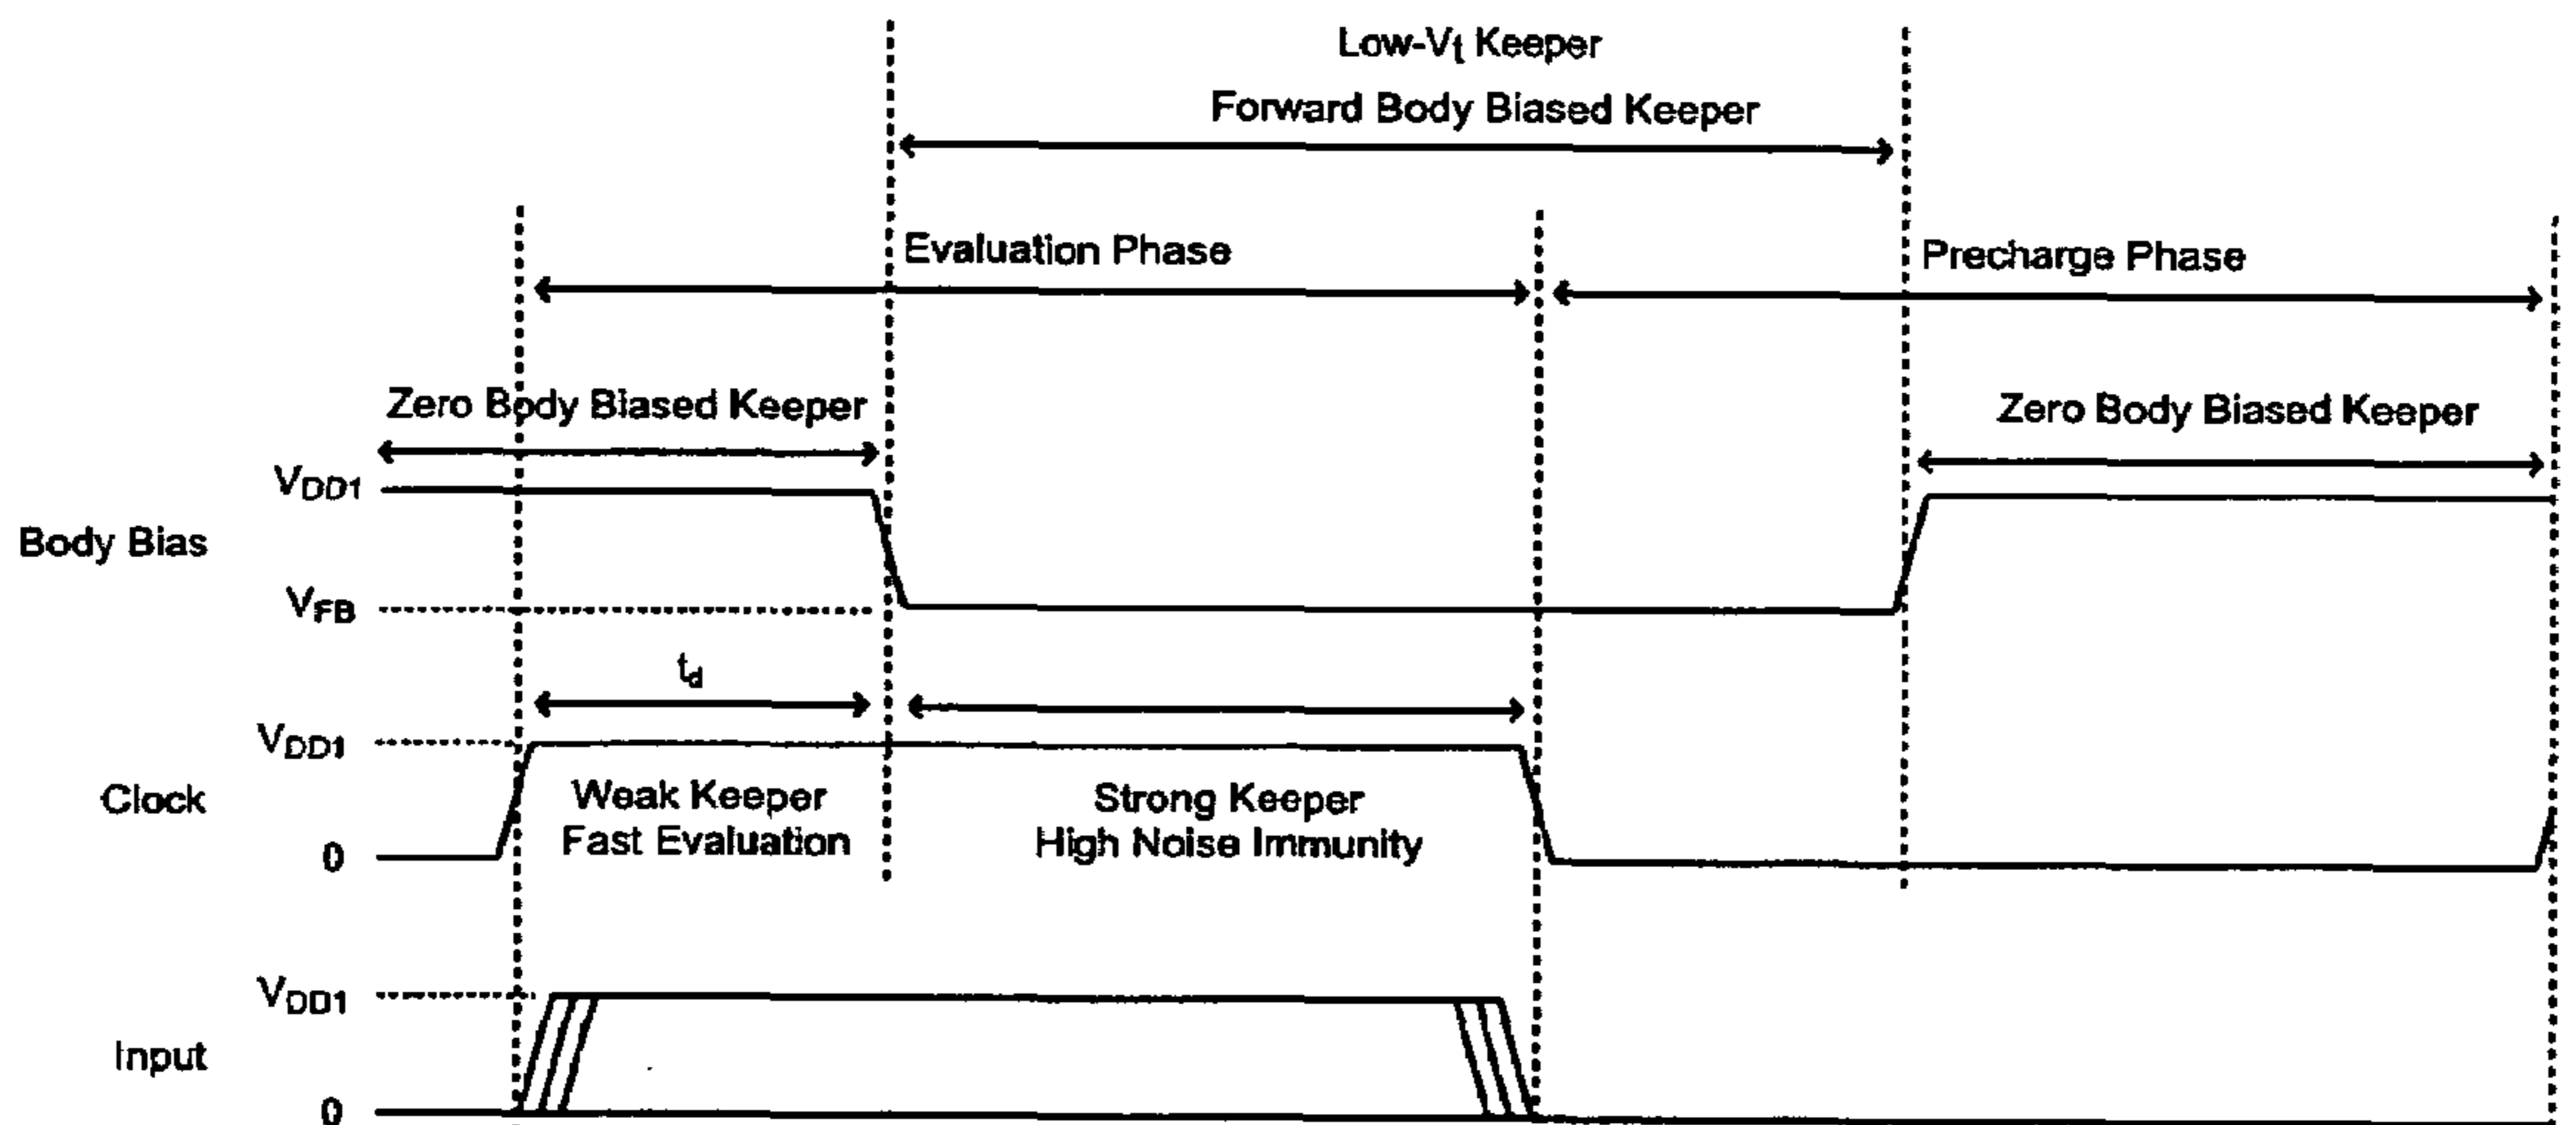 Low-Vt Keeper
Forward Body Biased Keeper
Evaluation Phase
Precharge Phase
Zero Body Biased Keeper
Zero Body Biased Keeper
VDD1
Body Bias
VFB
td
VDD1
Clock
Weak Keeper
Fast Evaluation
Strong Keeper
High Noise Immunity
0
VDD1
Input
0